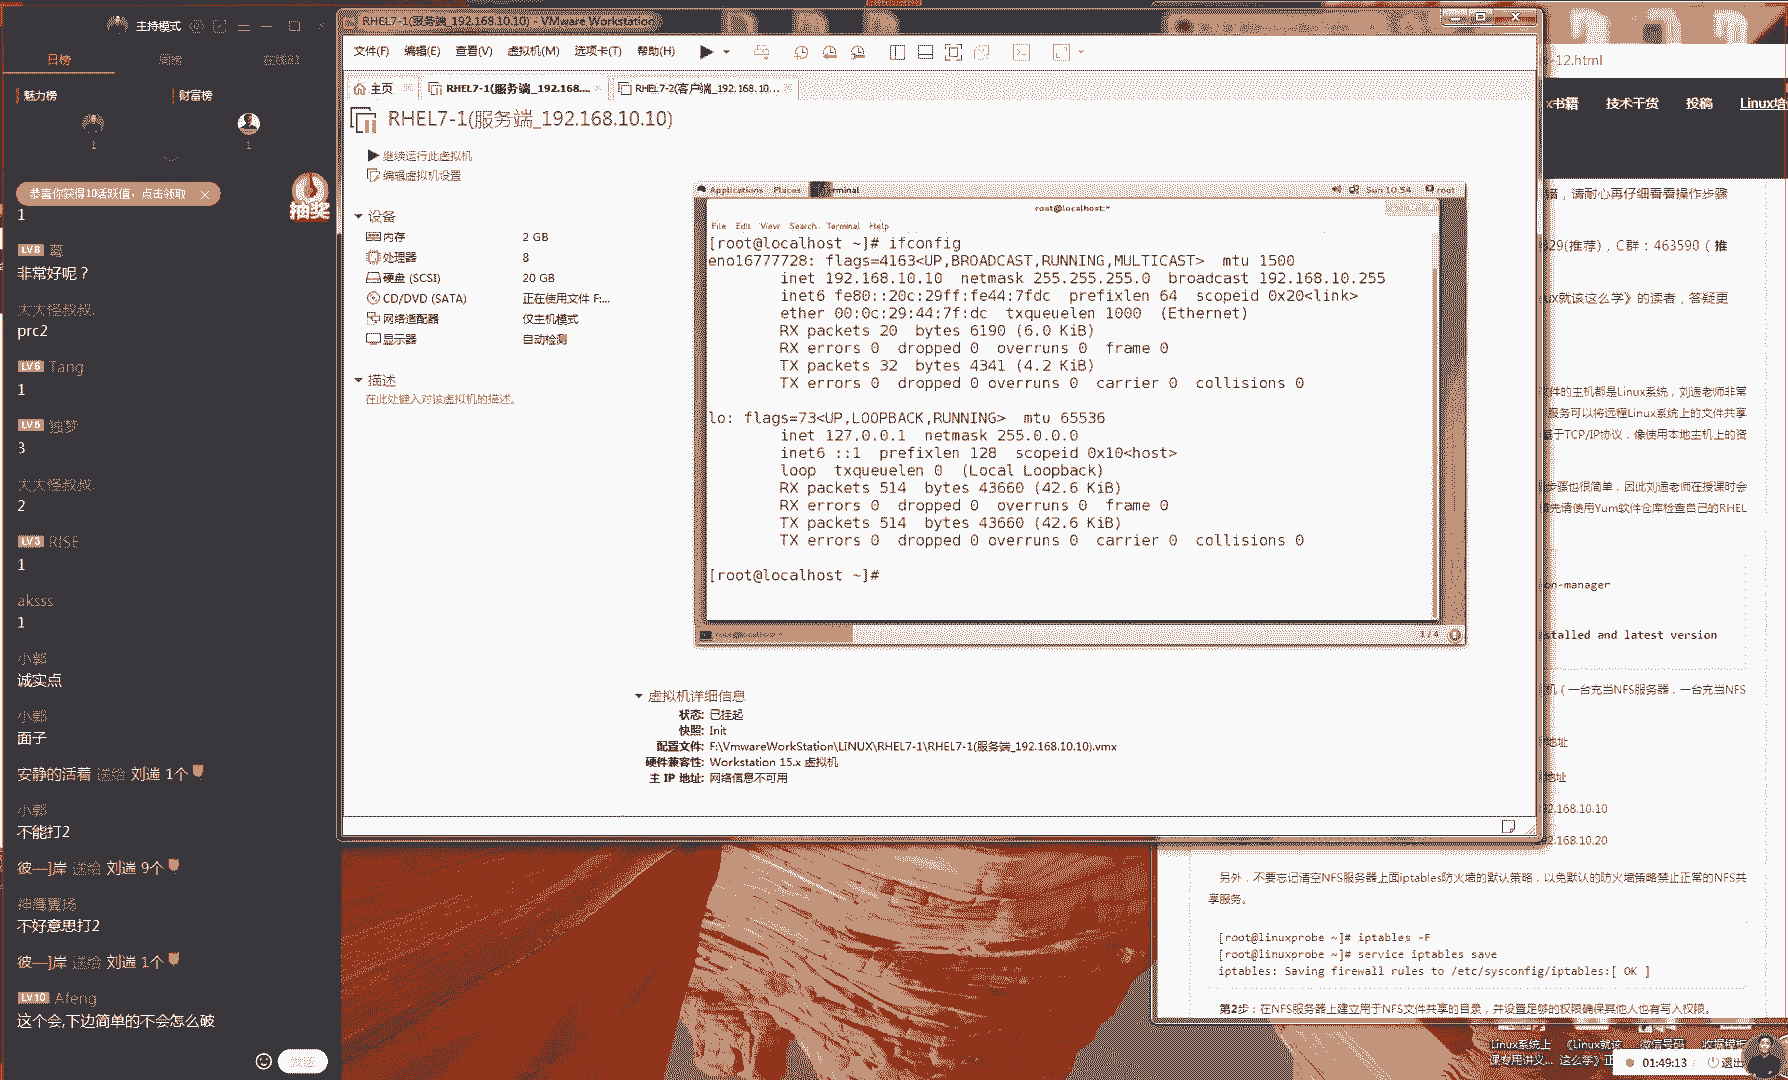 主持模式
日榜
周榜
在线(8)
魅力榜
财富榜
1
1
恭喜你获得10活跃值，点击领取
抽奖
1
LV8 离
非常好呢？
大大怪叔叔.
prc2
LV6 Tang
1
LV6 独梦
3
大大怪叔叔.
2
LV3 RISE
1
aksss
1
小郭
诚实点
小郭
面子
安静的活着 送给 刘遄 1个
小郭
不能打2
彼—]岸 送给 刘遄 9个
神鹰翼扬
不好意思打2
彼—]岸 送给 刘遄 1个
LV10 Afeng
这个会,下边简单的不会怎么破
发送
RHEL7-1(服务端_192.168.10.10) - VMware Workstation
文件(F) 编辑(E) 查看(V) 虚拟机(M) 选项卡(T) 帮助(H)
主页
RHEL7-1(服务端_192.168....
RHEL7-2(客户端_192.168.10...
RHEL7-1(服务端_192.168.10.10)
继续运行此虚拟机
编辑虚拟机设置
设备
内存 2 GB
处理器 8
硬盘 (SCSI) 20 GB
CD/DVD (SATA) 正在使用文件 F:...
网络适配器 仅主机模式
显示器 自动检测
描述
在此处键入对该虚拟机的描述。
Applications Places Terminal Sun 10:54 root
root@localhost:~
File Edit View Search Terminal Help
[root@localhost ~]# ifconfig
eno16777728: flags=4163<UP,BROADCAST,RUNNING,MULTICAST>  mtu 1500
inet 192.168.10.10  netmask 255.255.255.0  broadcast 192.168.10.255
inet6 fe80::20c:29ff:fe44:7fdc  prefixlen 64  scopeid 0x20<link>
ether 00:0c:29:44:7f:dc  txqueuelen 1000  (Ethernet)
RX packets 20  bytes 6190 (6.0 KiB)
RX errors 0  dropped 0  overruns 0  frame 0
TX packets 32  bytes 4341 (4.2 KiB)
TX errors 0  dropped 0 overruns 0  carrier 0  collisions 0
lo: flags=73<UP,LOOPBACK,RUNNING>  mtu 65536
inet 127.0.0.1  netmask 255.0.0.0
inet6 ::1  prefixlen 128  scopeid 0x10<host>
loop  txqueuelen 0  (Local Loopback)
RX packets 514  bytes 43660 (42.6 KiB)
RX errors 0  dropped 0  overruns 0  frame 0
TX packets 514  bytes 43660 (42.6 KiB)
TX errors 0  dropped 0 overruns 0  carrier 0  collisions 0
[root@localhost ~]#
root@localhost:~
1 / 4
虚拟机详细信息
状态: 已挂起
快照: Init
配置文件: F:\VmwareWorkStation\LINUX\RHEL7-1\RHEL7-1(服务端_192.168.10.10).vmx
硬件兼容性: Workstation 15.x 虚拟机
主 IP 地址: 网络信息不可用
-12.html
x书籍 技术干货 投稿 Linux培
错，请耐心再仔细看看操作步骤
829(推荐)，C群：463590（推
ux就该这么学》的读者，答疑更
文件的主机都是Linux系统，刘遄老师非常
服务可以将远程Linux系统上的文件共享
基于TCP/IP协议，像使用本地主机上的资
步骤也很简单，因此刘遄老师在授课时会
首先请使用Yum软件仓库检查自己的RHEL
on-manager
stalled and latest version
机（一台充当NFS服务器，一台充当NFS
地址
地址
92.168.10.10
92.168.10.20
另外，不要忘记清空NFS服务器上面iptables防火墙的默认策略，以免默认的防火墙策略禁止正常的NFS共
享服务。
[root@linuxprobe ~]# iptables -F
[root@linuxprobe ~]# service iptables save
iptables: Saving firewall rules to /etc/sysconfig/iptables:[ OK ]
第2步：在NFS服务器上建立用于NFS文件共享的目录，并设置足够的权限确保其他人也有写入权限。
Linux系统上 《Linux就该 微信号码 收据模板
课专用讲义... 这么学》正
01:49:13 退出